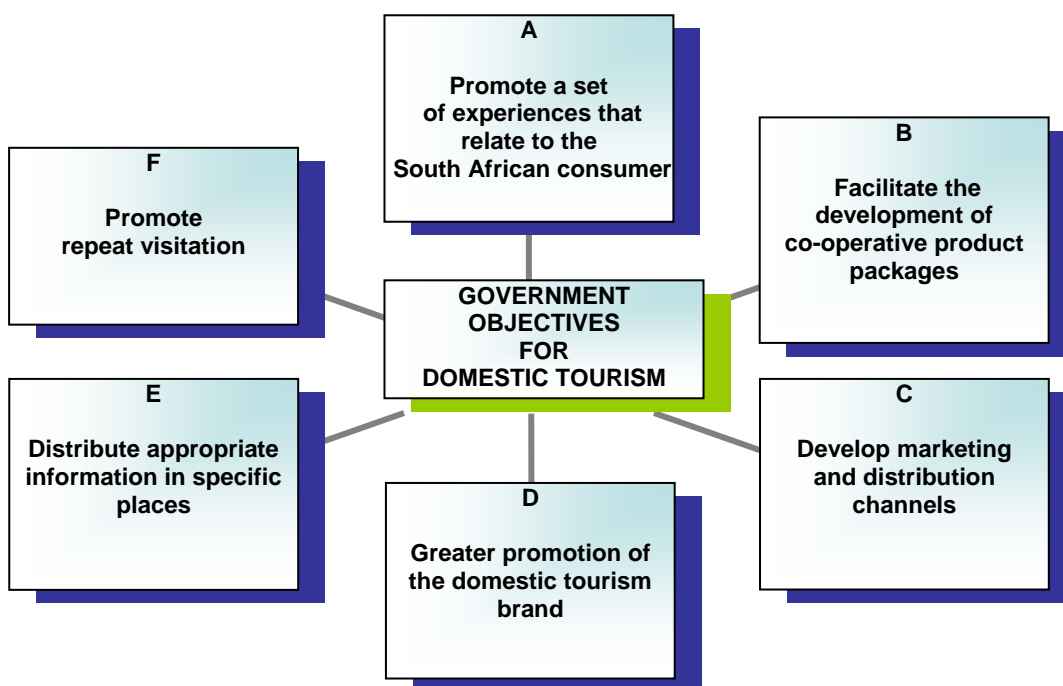 A
Promote a set
of experiences that
relate to the
South African consumer
B
Facilitate the
development of
co-operative product
packages
C
Develop marketing
and distribution
channels
D
Greater promotion of
the domestic tourism
brand
E
Distribute appropriate
information in specific
places
F
Promote
repeat visitation
GOVERNMENT
OBJECTIVES
FOR
DOMESTIC TOURISM